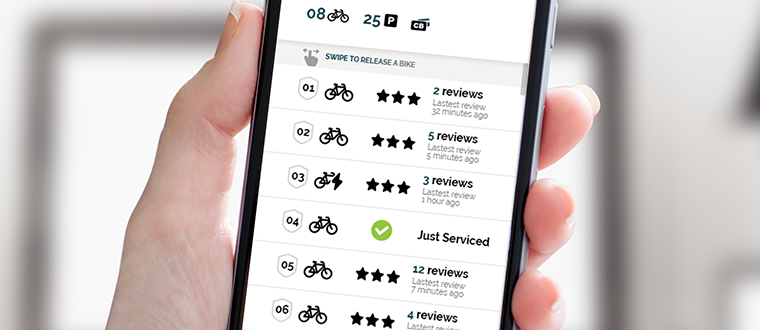 08 25 P CB
SWIPE TO RELEASE A BIKE
01 2 reviews
Lastest review
32 minutes ago
02 5 reviews
Lastest review
5 minutes ago
03 3 reviews
Lastest review
1 hour ago
04 Just Serviced
05 12 reviews
Lastest review
7 minutes ago
06 4 reviews
Lastest review